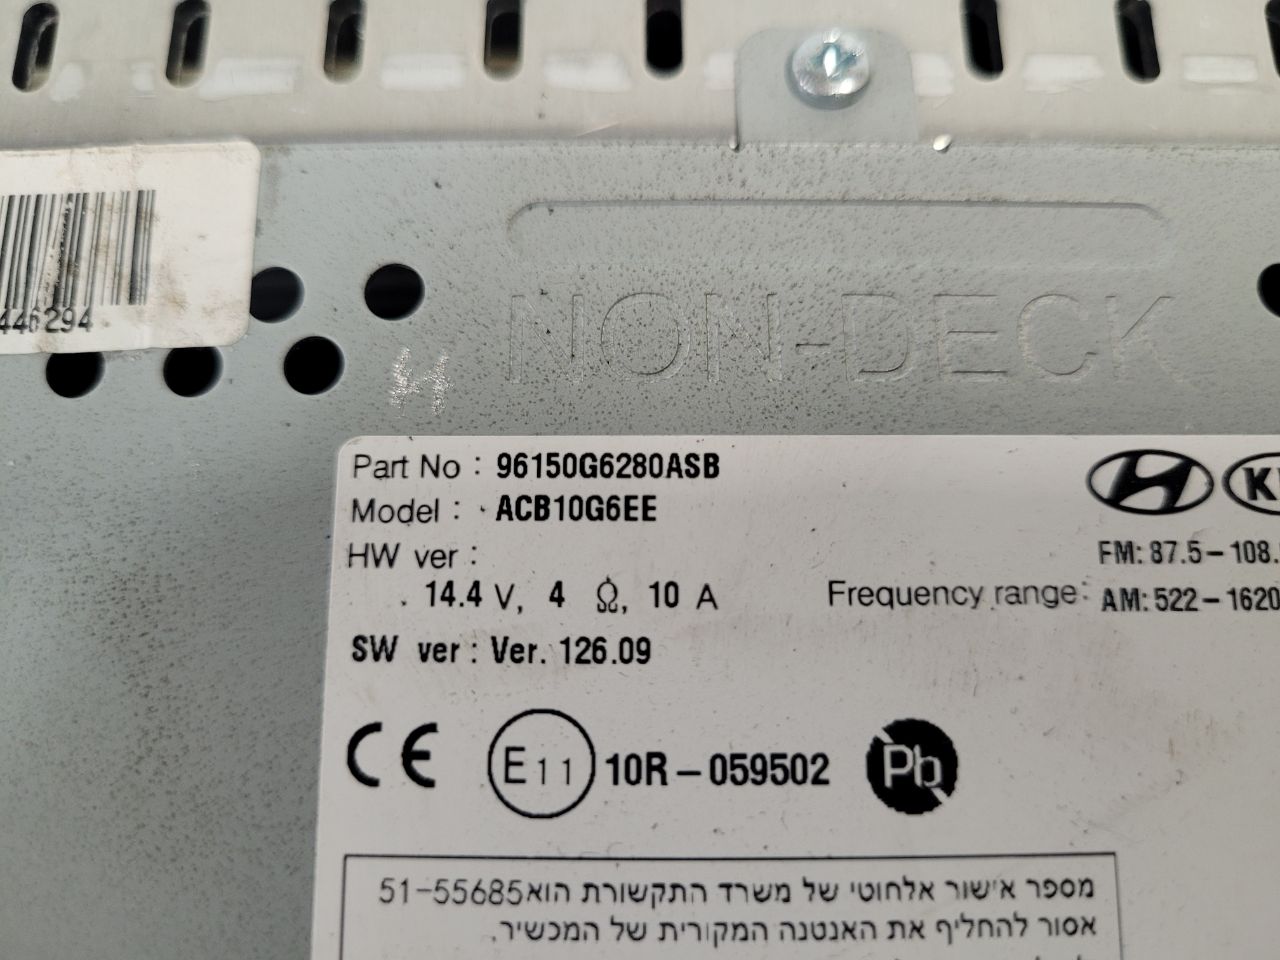 446294
NON-DECK
Part No : 96150G6280ASB
Model : ACB10G6EE
HW ver :
14.4 V, 4 Ω, 10 A
SW ver : Ver. 126.09
FM: 87.5-108.
Frequency range: AM: 522-1620
CE E11 10R-059502 Pb
מספר אישור אלחוטי של משרד התקשורת הוא 51-55685
אסור להחליף את האנטנה המקורית של המכשיר.